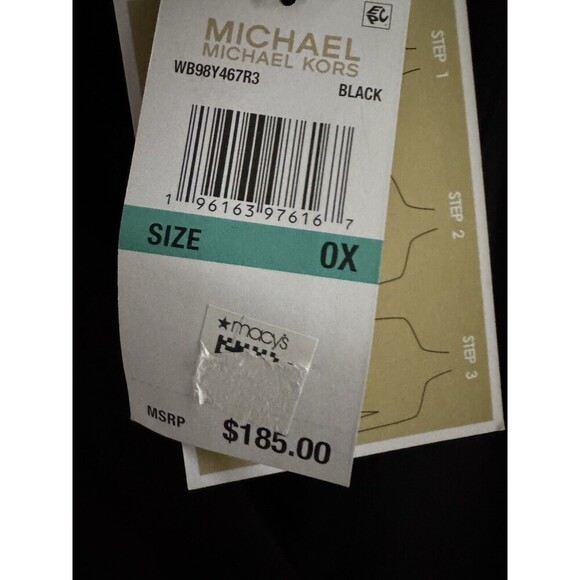 EPC
MICHAEL
MICHAEL KORS
WB98Y467R3
BLACK
1 96163 97616 7
SIZE 0X
★macy's
MSRP $185.00
STEP 1
STEP 2
STEP 3